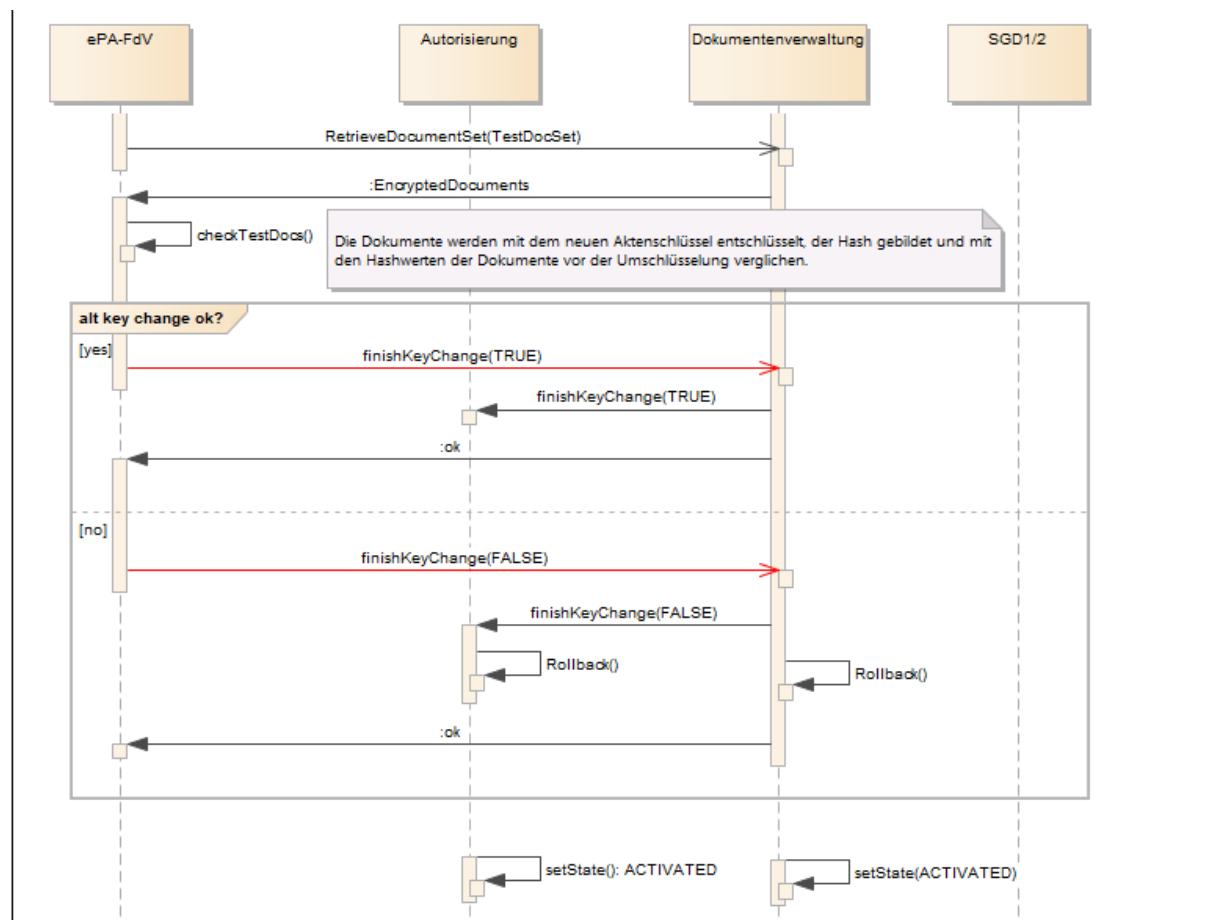 ePA-FdV
Autorisierung
Dokumentenverwaltung
SGD1/2
RetrieveDocumentSet(TestDocSet)
:EncryptedDocuments
checkTestDocs()
Die Dokumente werden mit dem neuen Aktenschlüssel entschlüsselt, der Hash gebildet und mit
den Hashwerten der Dokumente vor der Umschlüsselung verglichen.
alt key change ok?
[yes]
finishKeyChange(TRUE)
finishKeyChange(TRUE)
:ok
[no]
finishKeyChange(FALSE)
finishKeyChange(FALSE)
Rollback()
Rollback()
:ok
setState(): ACTIVATED
setState(ACTIVATED)